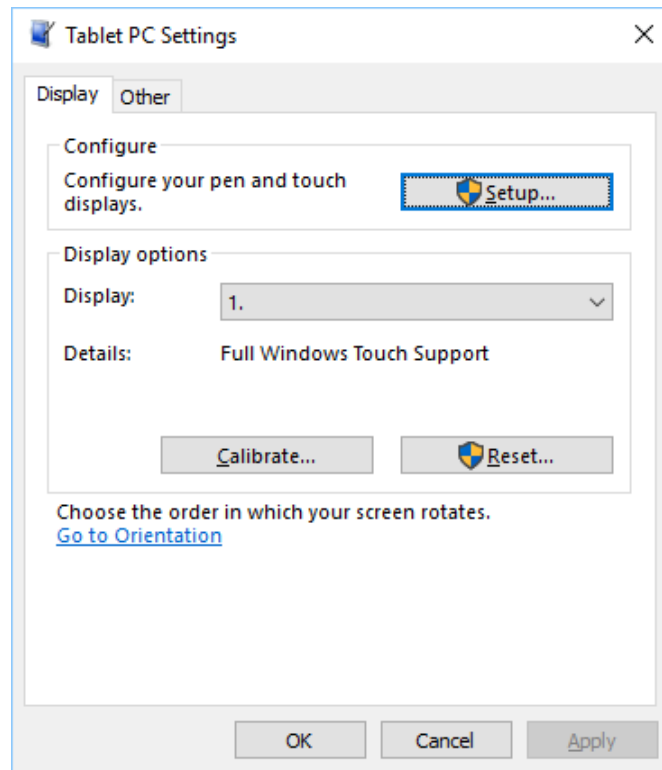 Tablet PC Settings
Display
Other
Configure
Configure your pen and touch
displays.
Setup...
Display options
Display:
1.
Details:
Full Windows Touch Support
Calibrate...
Reset...
Choose the order in which your screen rotates.
Go to Orientation
OK
Cancel
Apply